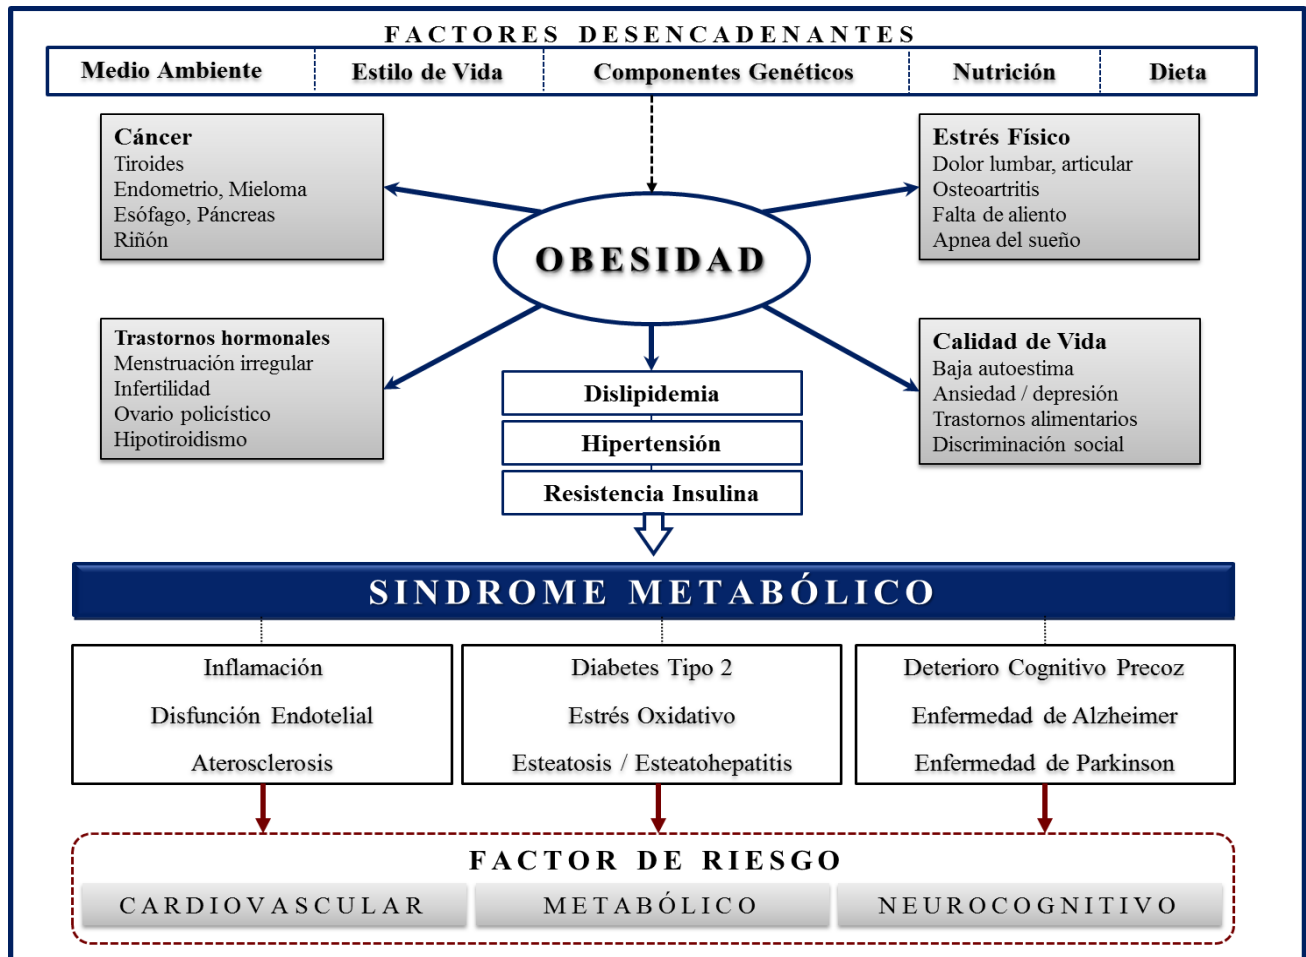 FACTORES DESENCADENANTES
Medio Ambiente
Estilo de Vida
Componentes Genéticos
Nutrición
Dieta
Cáncer
Tiroides
Endometrio, Mieloma
Esófago, Páncreas
Riñón
Estrés Físico
Dolor lumbar, articular
Osteoartritis
Falta de aliento
Apnea del sueño
OBESIDAD
Trastornos hormonales
Menstruación irregular
Infertilidad
Ovario policístico
Hipotiroidismo
Calidad de Vida
Baja autoestima
Ansiedad / depresión
Trastornos alimentarios
Discriminación social
Dislipidemia
Hipertensión
Resistencia Insulina
SINDROME METABÓLICO
Inflamación
Disfunción Endotelial
Aterosclerosis
Diabetes Tipo 2
Estrés Oxidativo
Esteatosis / Esteatohepatitis
Deterioro Cognitivo Precoz
Enfermedad de Alzheimer
Enfermedad de Parkinson
FACTOR DE RIESGO
CARDIOVASCULAR
METABÓLICO
NEUROCOGNITIVO